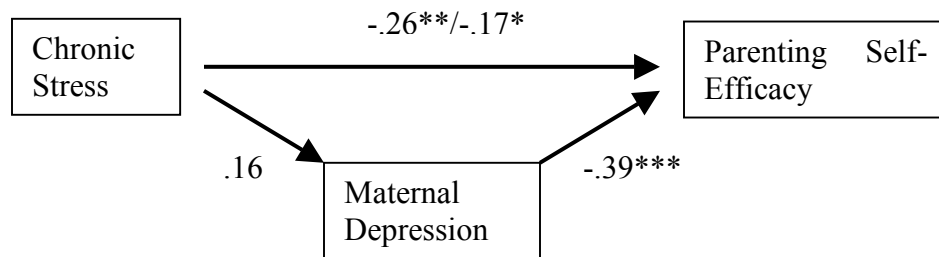 -.26**/-.17*
Chronic
Stress
Parenting Self-
Efficacy
.16
-.39***
Maternal
Depression